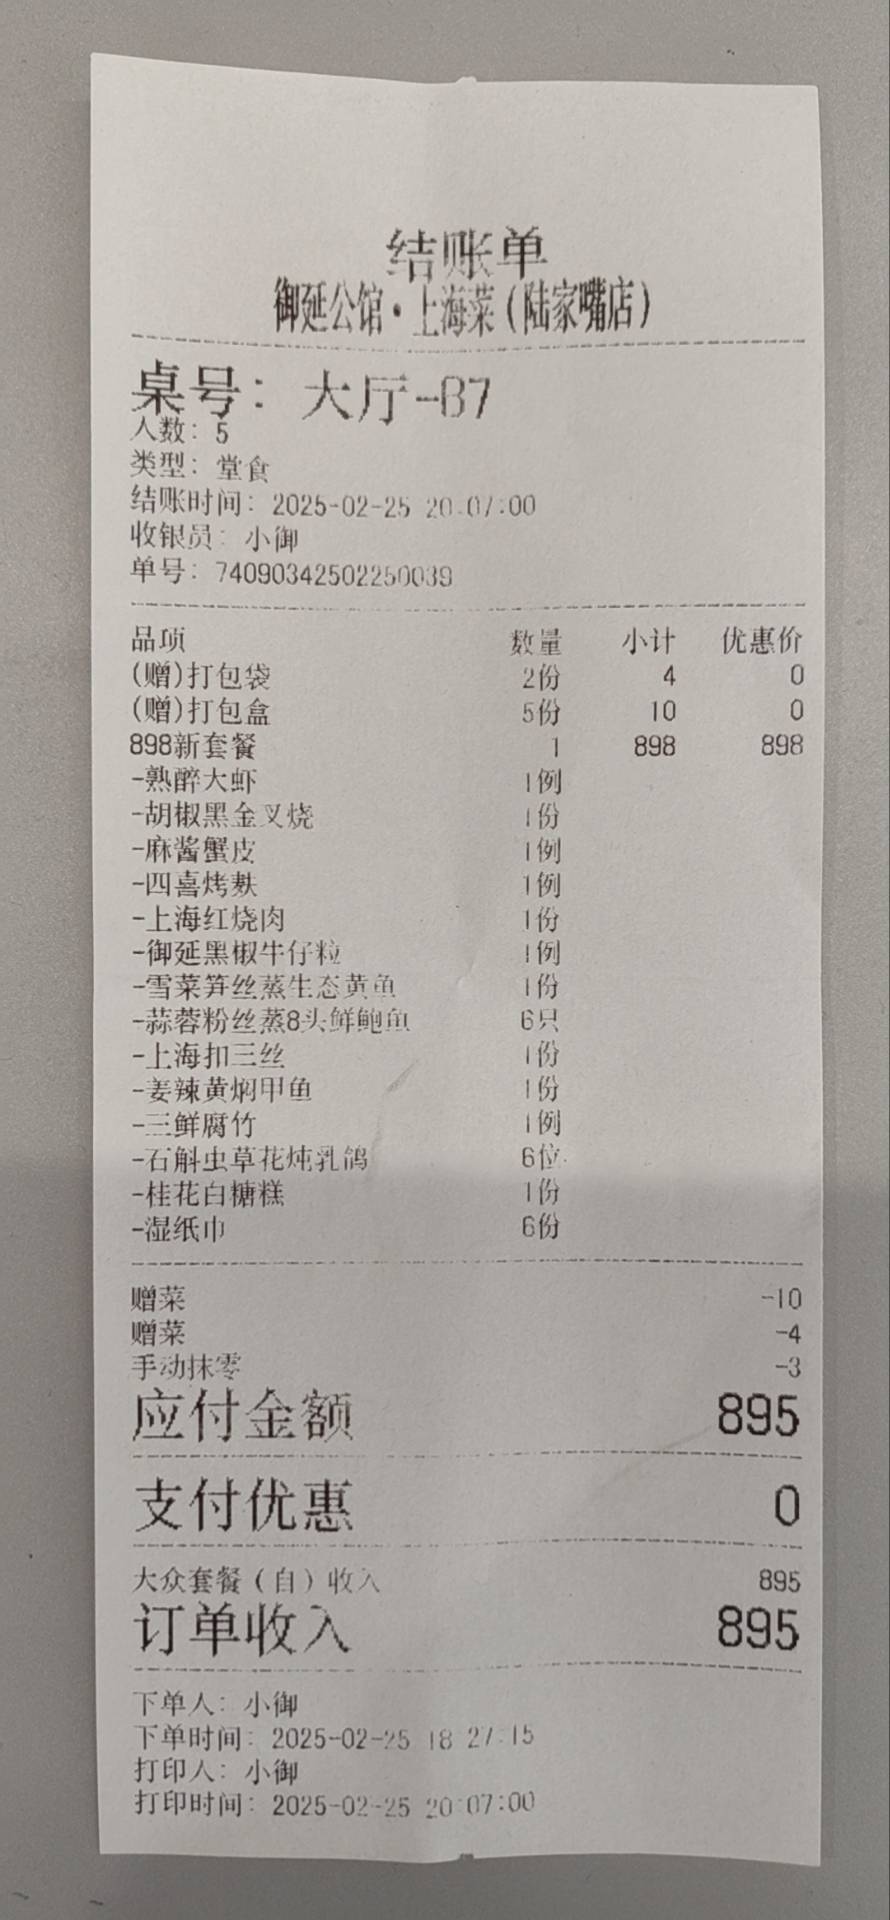 结账单
御延公馆·上海菜(陆家嘴店)
桌号: 大厅-B7
人数: 5
类型: 堂食
结账时间: 2025-02-25 20:07:00
收银员: 小御
单号: 74090342502250039
品项 数量 小计 优惠价
(赠)打包袋 2份 4 0
(赠)打包盒 5份 10 0
898新套餐 1 898 898
-熟醉大虾 1例
-胡椒黑金叉烧 1份
-麻酱蟹皮 1例
-四喜烤麸 1例
-上海红烧肉 1份
-御延黑椒牛仔粒 1例
-雪菜笋丝蒸生态黄鱼 1份
-蒜蓉粉丝蒸8头鲜鲍鱼 6只
-上海扣三丝 1份
-姜辣黄焖甲鱼 1份
-三鲜腐竹 1例
-石斛虫草花炖乳鸽 6位
-桂花白糖糕 1份
-湿纸巾 6份
赠菜 -10
赠菜 -4
手动抹零 -3
应付金额 895
支付优惠 0
大众套餐(自)收入 895
订单收入 895
下单人: 小御
下单时间: 2025-02-25 18:27:15
打印人: 小御
打印时间: 2025-02-25 20:07:00